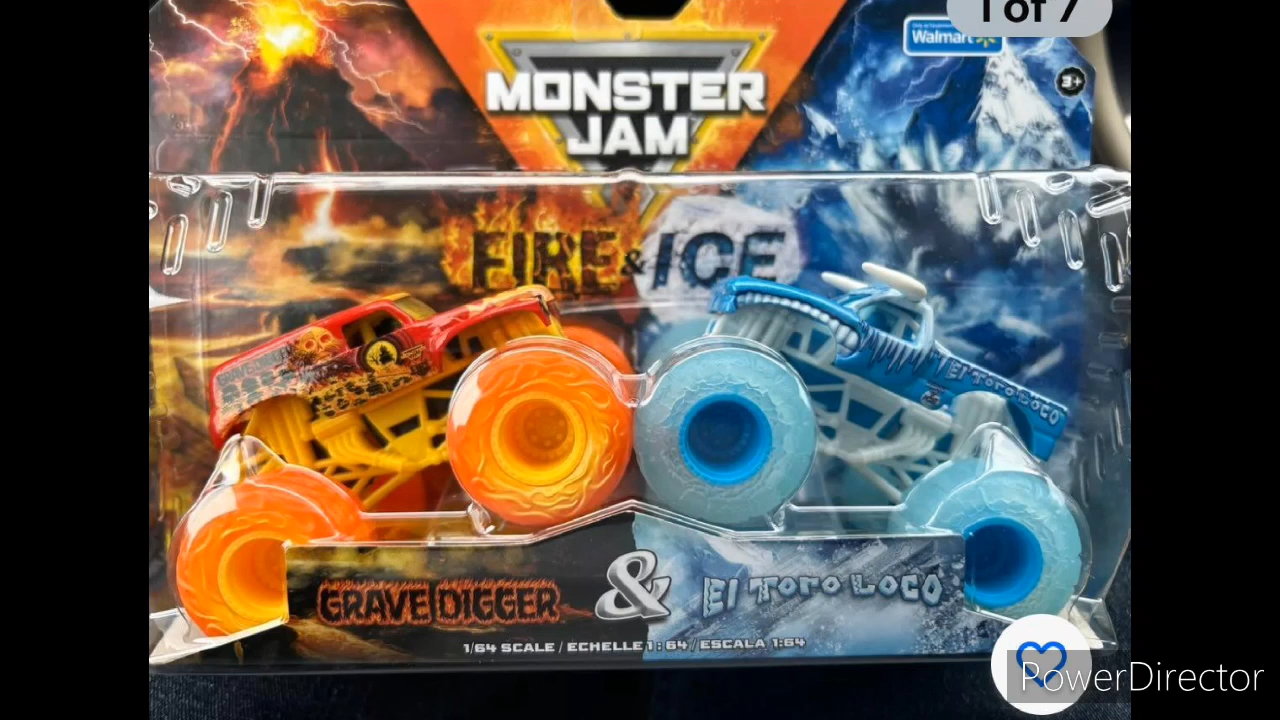 1 of 7
Walmart
3+
MONSTER
JAM
FIRE & ICE
El Toro Loco
GRAVE DIGGER & El Toro Loco
1/64 SCALE / ECHELLE 1 : 64 / ESCALA 1:64
PowerDirector